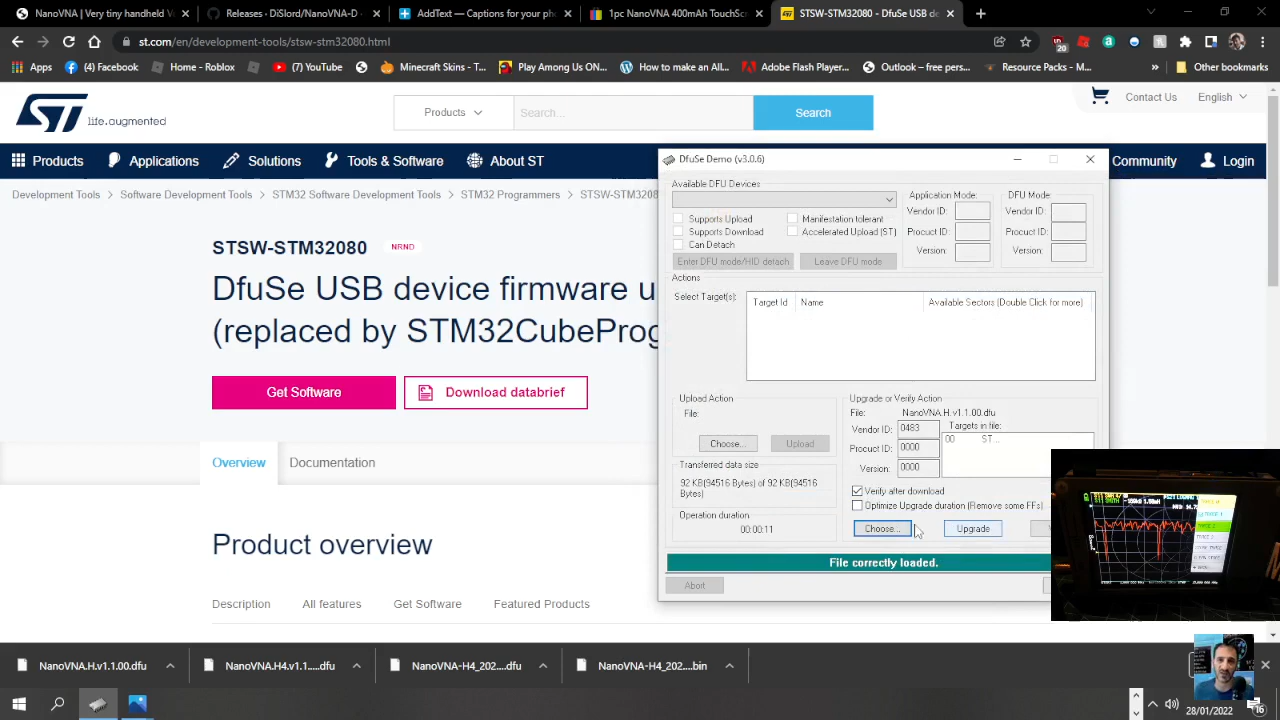 NanoVNA | Very tiny handheld V
Releases · DiSlord/NanoVNA-D
AddText — Captions for your ph
1pc NanoVNA 400mAh TouchScr
STSW-STM32080 - DfuSe USB de
st.com/en/development-tools/stsw-stm32080.html
20
Apps
(4) Facebook
Home - Roblox
(7) YouTube
Minecraft Skins - T...
Play Among Us ON...
How to make an All...
Adobe Flash Player...
Outlook – free pers...
Resource Packs - M...
Other bookmarks
ST
life.augmented
Products
Search...
Search
Contact Us
English
Products
Applications
Solutions
Tools & Software
About ST
Community
Login
Development Tools
Software Development Tools
STM32 Software Development Tools
STM32 Programmers
STSW-STM3208
STSW-STM32080
NRND
DfuSe USB device firmware u
(replaced by STM32CubeProg
Get Software
Download databrief
Overview
Documentation
Product overview
Description
All features
Get Software
Featured Products
DfuSe Demo (v3.0.6)
Available DFU Devices
Application Mode:
DFU Mode:
Supports Upload
Manifestation tolerant
Vendor ID:
Vendor ID:
Supports Download
Accelerated Upload (ST)
Procuct ID:
Procuct ID:
Can Detach
Version:
Version:
Enter DFU mode/HID detach
Leave DFU mode
Actions
Select Target(s):
Target Id
Name
Available Sectors (Double Click for more)
Upload Action
File:
Choose...
Upload
Transferred data size
92 KB(94516 Bytes) of 92 KB(94516 Bytes)
Operation duration
00:00:11
Upgrade or Verify Action
File:
NanoVNA.H.v1.1.00.dfu
Vendor ID:
0483
Targets in file:
Procuct ID:
0000
00
ST...
Version:
0000
Verify after download
Optimize Upgrade duration (Remove some FFs)
Choose...
Upgrade
File correctly loaded.
Abort
NanoVNA.H.v1.1.00.dfu
NanoVNA.H4.v1.1.....dfu
NanoVNA-H4_202....dfu
NanoVNA-H4_202....bin
28/01/2022
16